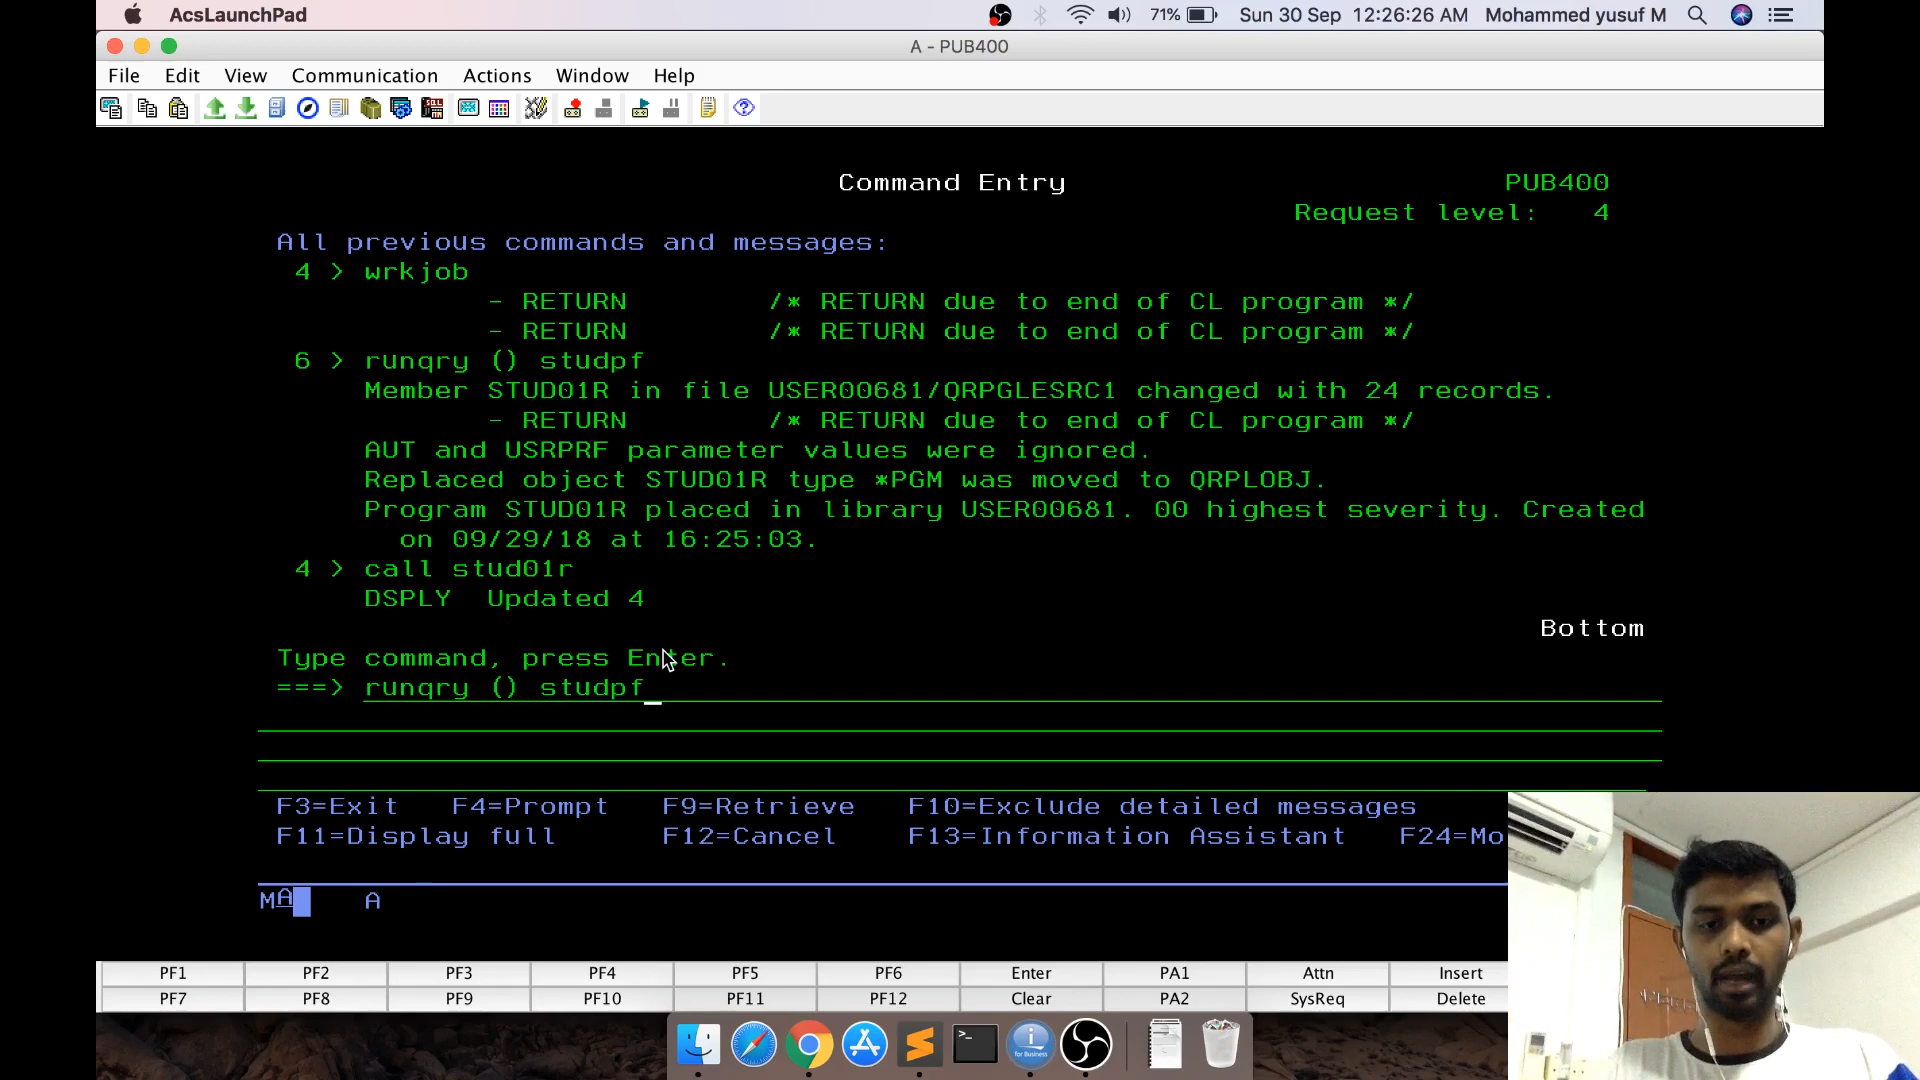 AcsLaunchPad 71% Sun 30 Sep 12:26:26 AM Mohammed yusuf M
A - PUB400
File Edit View Communication Actions Window Help
Command Entry PUB400
Request level: 4
All previous commands and messages:
4 > wrkjob
- RETURN /* RETURN due to end of CL program */
- RETURN /* RETURN due to end of CL program */
6 > runqry () studpf
Member STUD01R in file USER00681/QRPGLESRC1 changed with 24 records.
- RETURN /* RETURN due to end of CL program */
AUT and USRPRF parameter values were ignored.
Replaced object STUD01R type *PGM was moved to QRPLOBJ.
Program STUD01R placed in library USER00681. 00 highest severity. Created
on 09/29/18 at 16:25:03.
4 > call stud01r
DSPLY Updated 4
Bottom
Type command, press Enter.
===> runqry () studpf
F3=Exit F4=Prompt F9=Retrieve F10=Exclude detailed messages
F11=Display full F12=Cancel F13=Information Assistant F24=Mo
MA A
PF1 PF2 PF3 PF4 PF5 PF6 Enter PA1 Attn Insert
PF7 PF8 PF9 PF10 PF11 PF12 Clear PA2 SysReq Delete
for Business